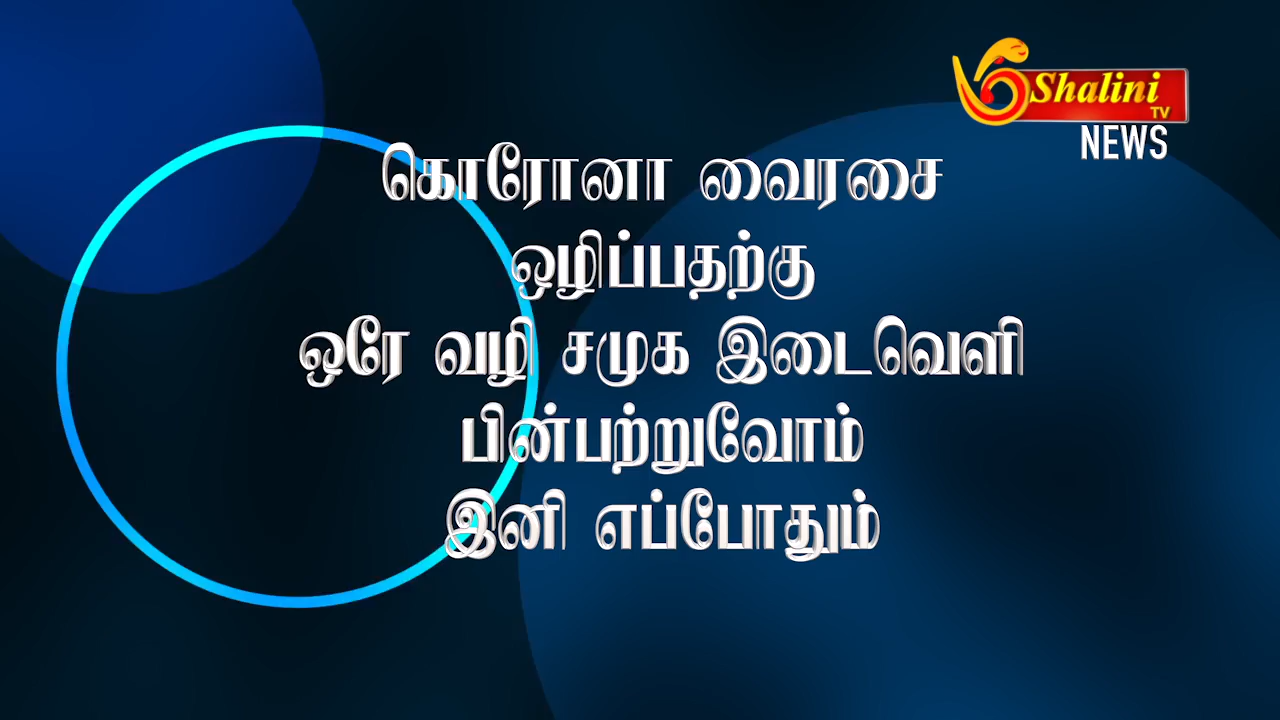 Shalini
TV
NEWS
கொரோனா வைரசை
ஒழிப்பதற்கு
ஒரே வழி சமுக இடைவெளி
பின்பற்றுவோம்
இனி எப்போதும்